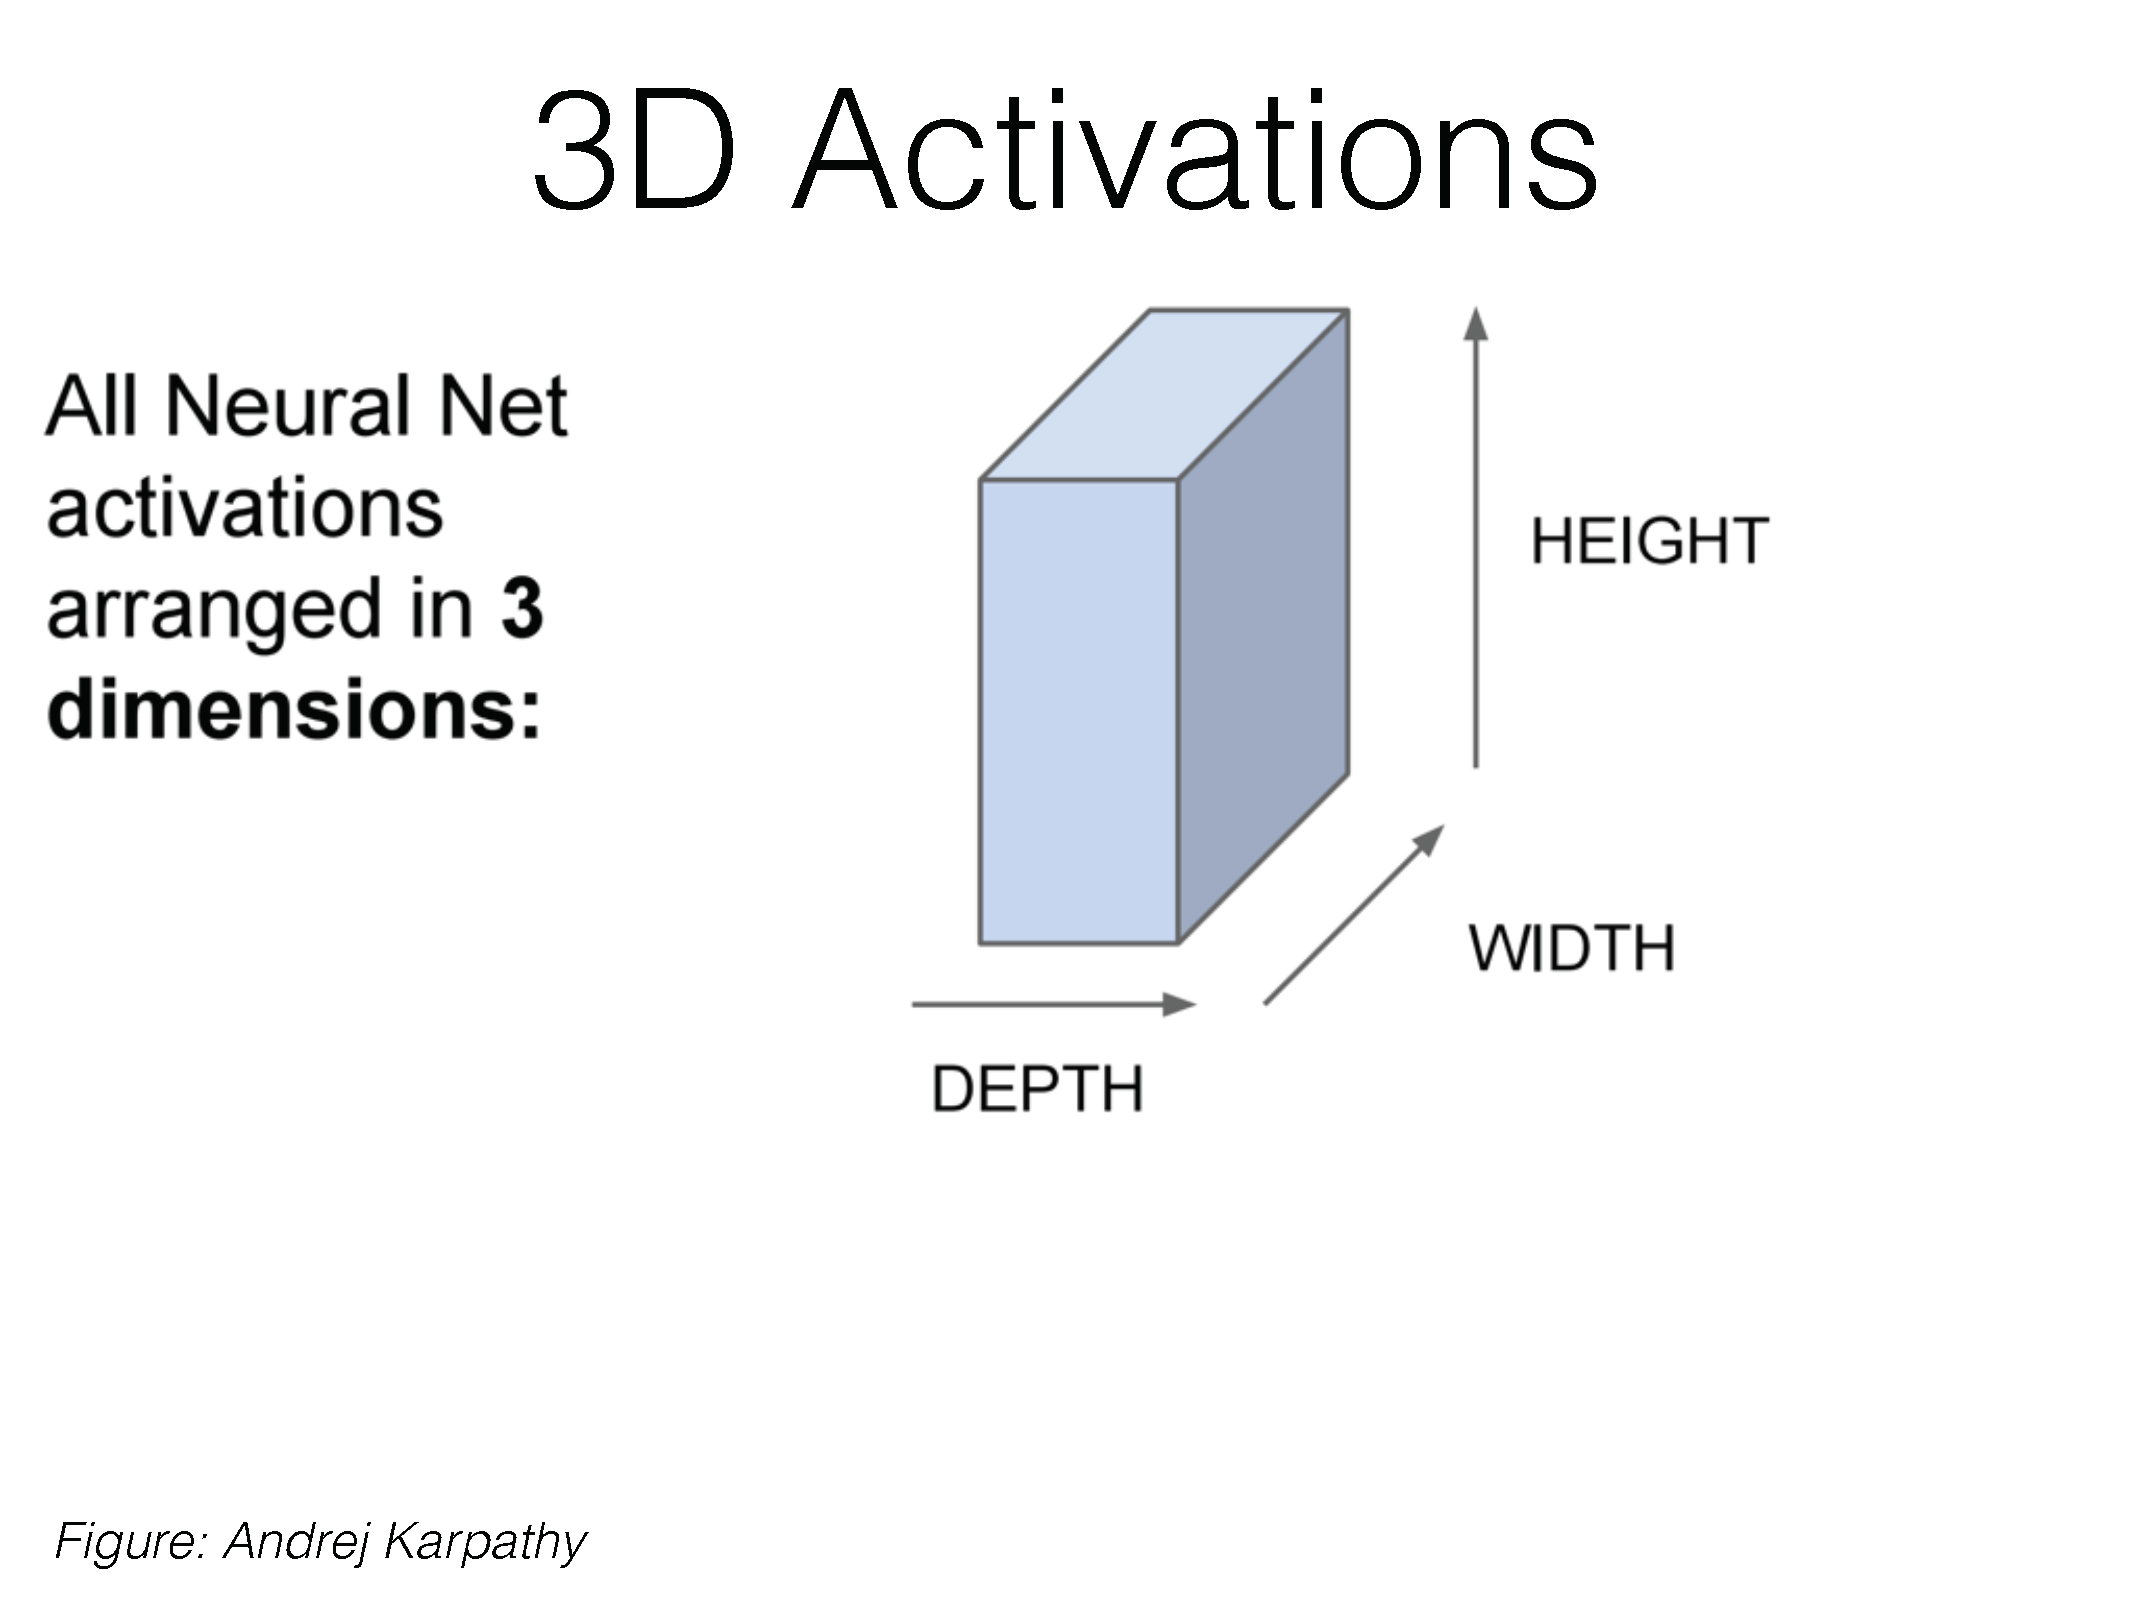 3D Activations
All Neural Net
activations
arranged in 3
dimensions:
HEIGHT
WIDTH
DEPTH
Figure: Andrej Karpathy